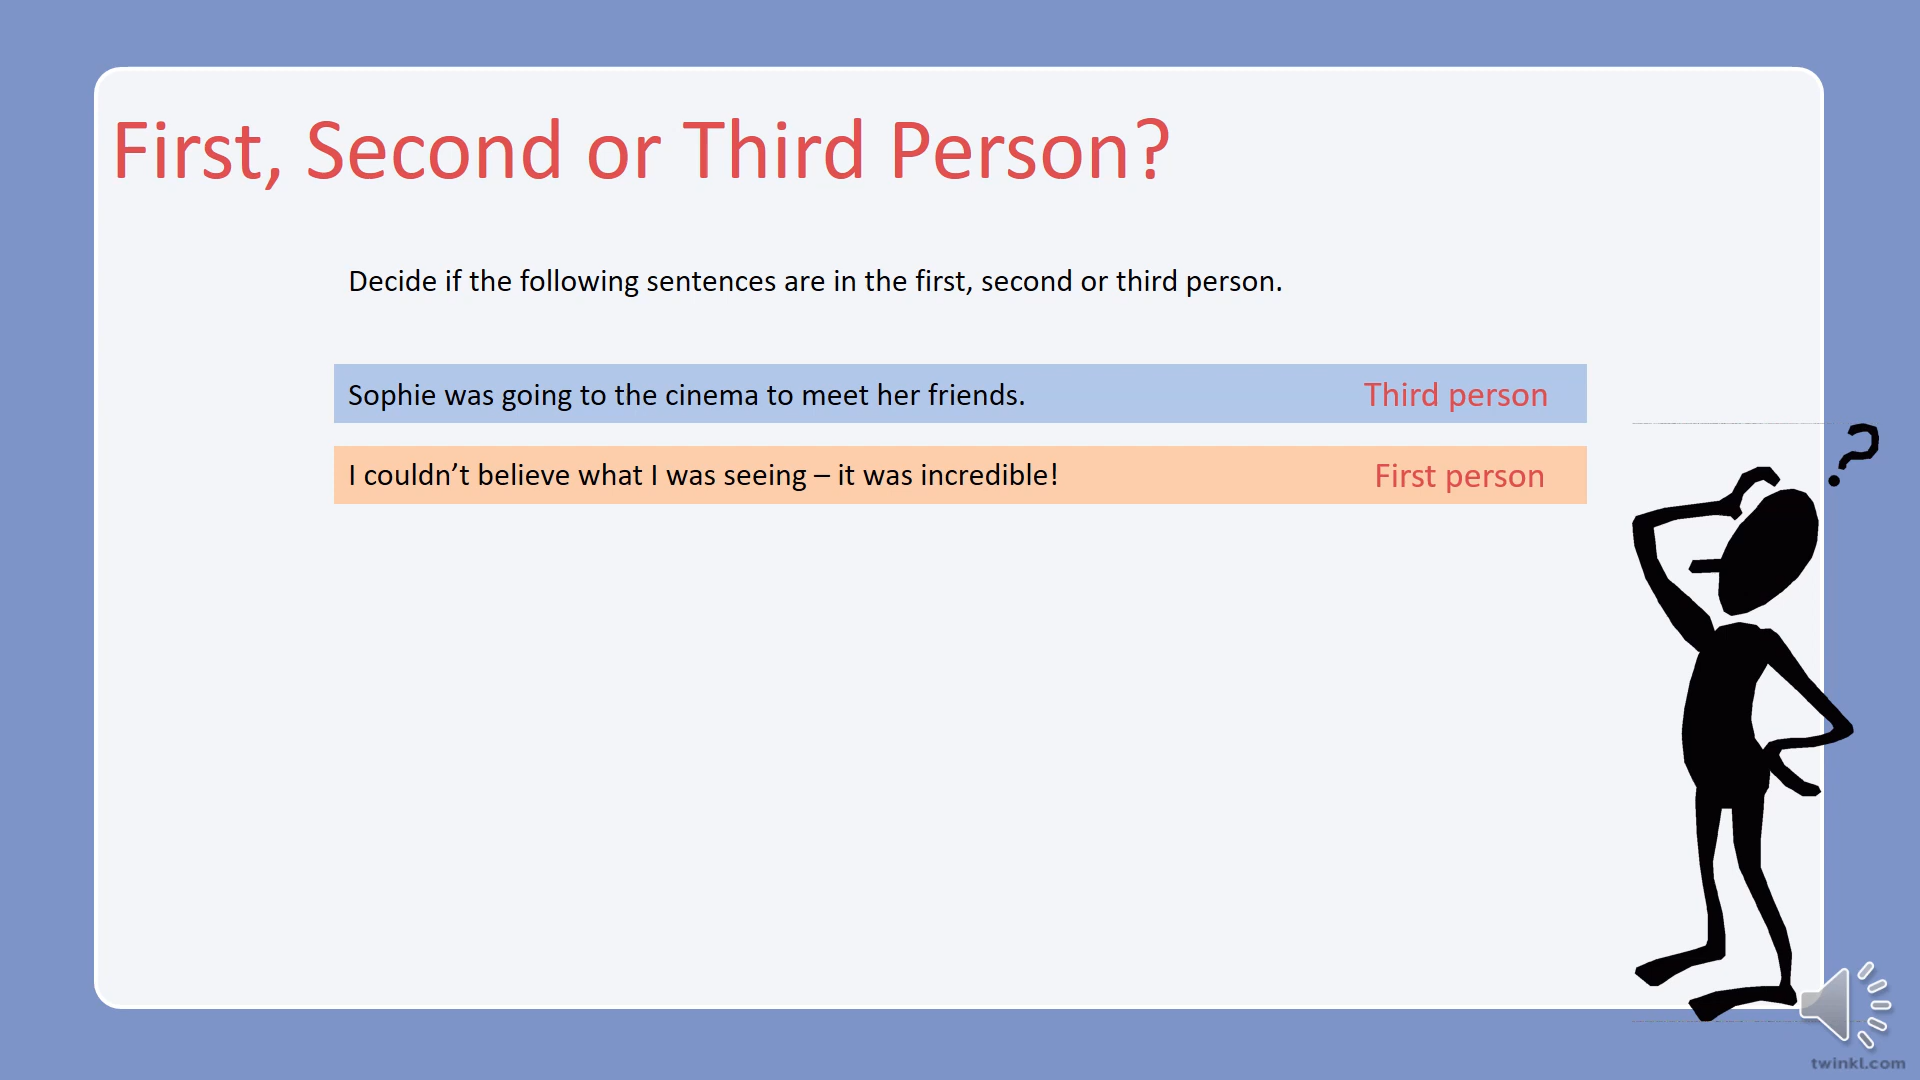 First, Second or Third Person?
Decide if the following sentences are in the first, second or third person.
Sophie was going to the cinema to meet her friends. Third person
I couldn’t believe what I was seeing – it was incredible! First person
?
twinkl.com